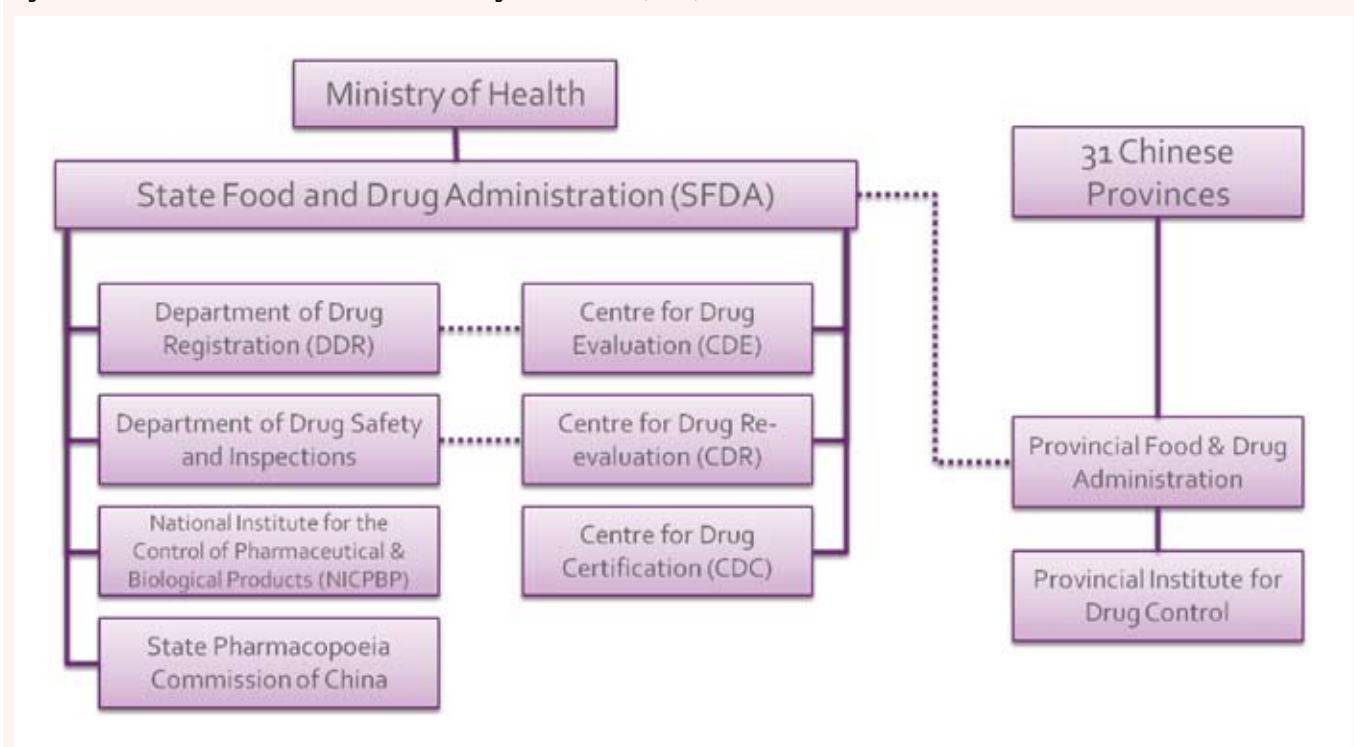 Ministry of Health
State Food and Drug Administration (SFDA)
31 Chinese
Provinces
Department of Drug
Registration (DDR)
Centre for Drug
Evaluation (CDE)
Department of Drug Safety
and Inspections
Centre for Drug Re-
evaluation (CDR)
Provincial Food & Drug
Administration
National Institute for the
Control of Pharmaceutical &
Biological Products (NICPBP)
Centre for Drug
Certification (CDC)
Provincial Institute for
Drug Control
State Pharmacopoeia
Commission of China